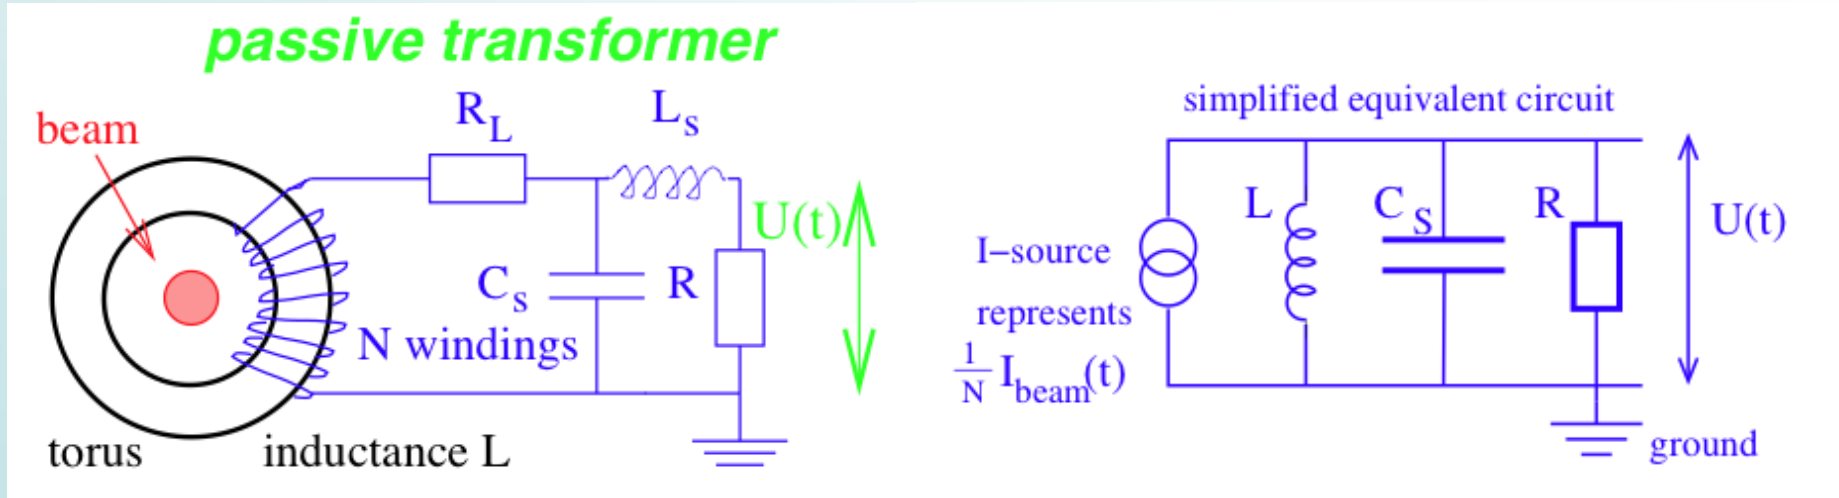 passive transformer
beam
R_L
L_s
U(t)
C_s
R
N windings
torus
inductance L
simplified equivalent circuit
I–source
represents
1/N I_beam(t)
L
C_S
R
U(t)
ground